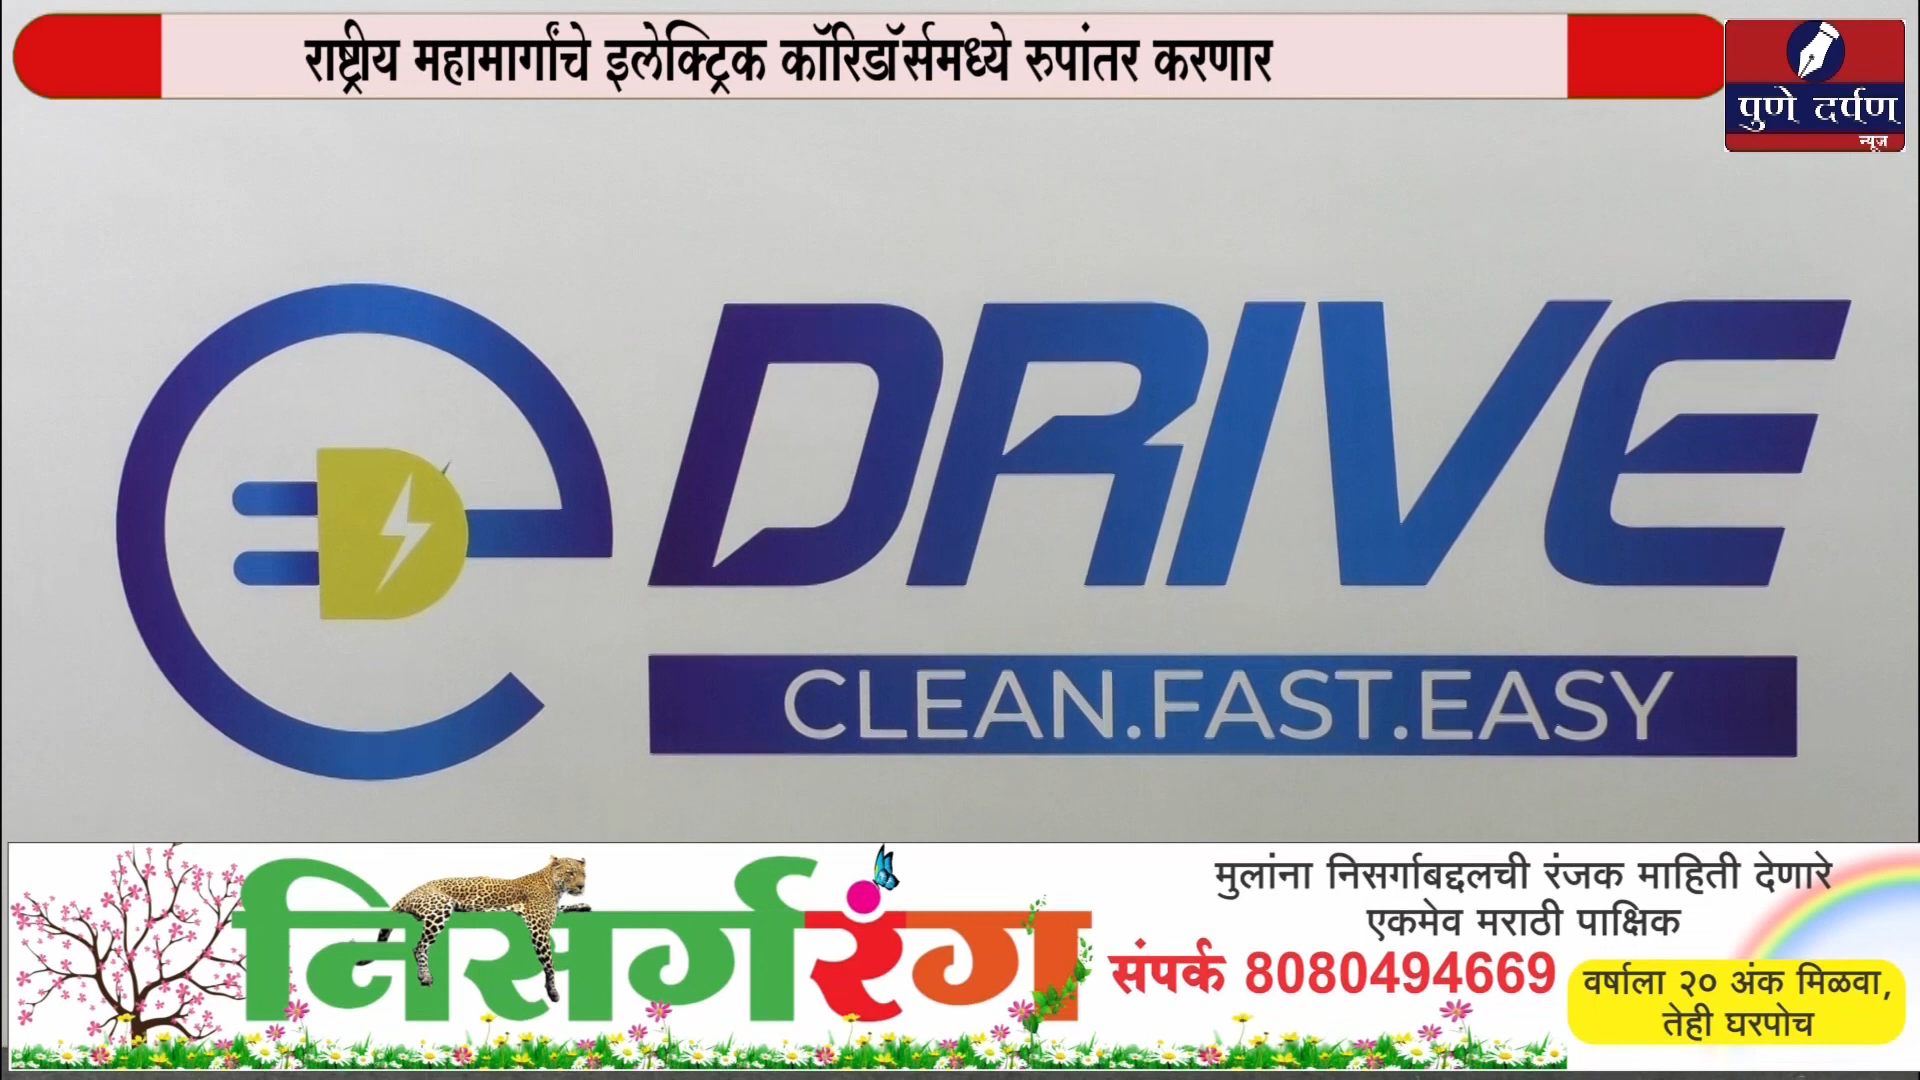 राष्ट्रीय महामार्गांचे इलेक्ट्रिक कॉरिडॉर्समध्ये रुपांतर करणार
पुणे दर्पण
न्यूज
e DRIVE
CLEAN.FAST.EASY
निसर्गरंग
मुलांना निसर्गाबद्दलची रंजक माहिती देणारे
एकमेव मराठी पाक्षिक
संपर्क 8080494669
वर्षाला २० अंक मिळवा,
तेही घरपोच